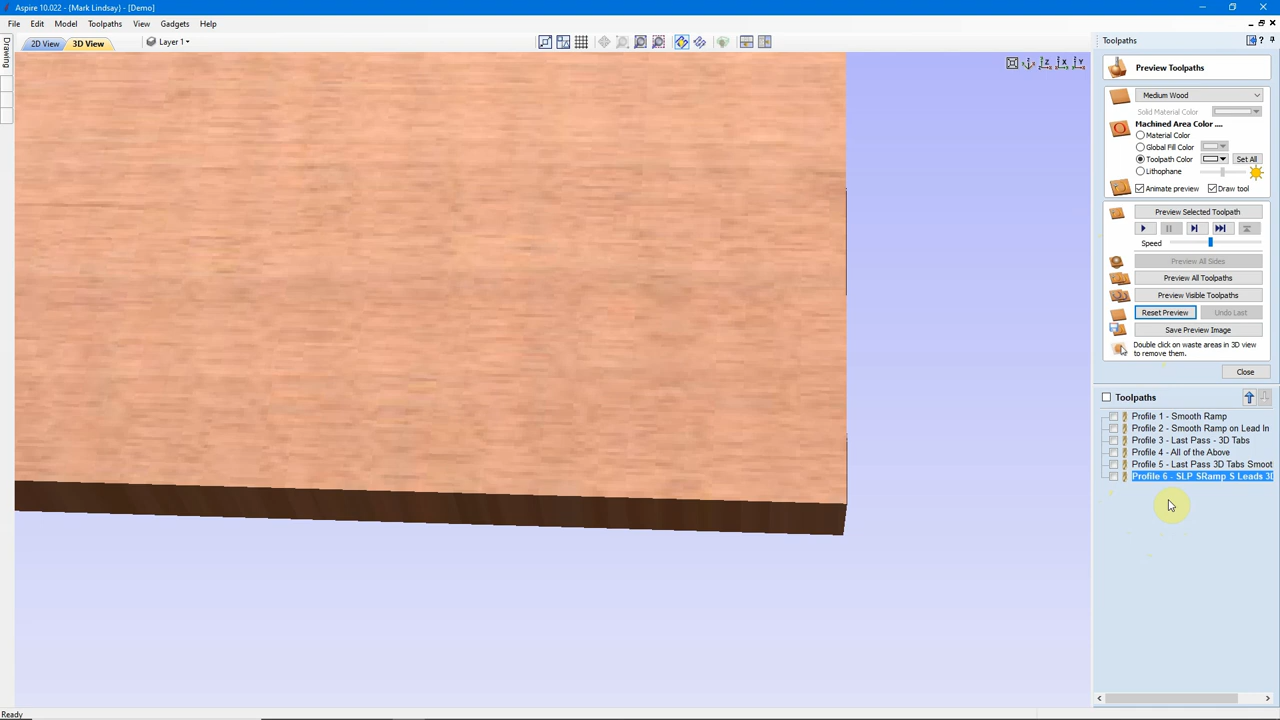 Aspire 10.022 - (Mark Lindsay) - [Demo]
File Edit Model Toolpaths View Gadgets Help
2D View 3D View Layer 1
Drawing
Toolpaths
Preview Toolpaths
Medium Wood
Solid Material Color
Machined Area Color ....
Material Color
Global Fill Color
Toolpath Color Set All
Lithophane
Animate preview Draw tool
Preview Selected Toolpath
Speed
Preview All Sides
Preview All Toolpaths
Preview Visible Toolpaths
Reset Preview Undo Last
Save Preview Image
Double click on waste areas in 3D view
to remove them.
Close
Toolpaths
Profile 1 - Smooth Ramp
Profile 2 - Smooth Ramp on Lead In
Profile 3 - Last Pass - 3D Tabs
Profile 4 - All of the Above
Profile 5 - Last Pass 3D Tabs Smoot
Profile 6 - SLP SRamp S Leads 3D
Ready